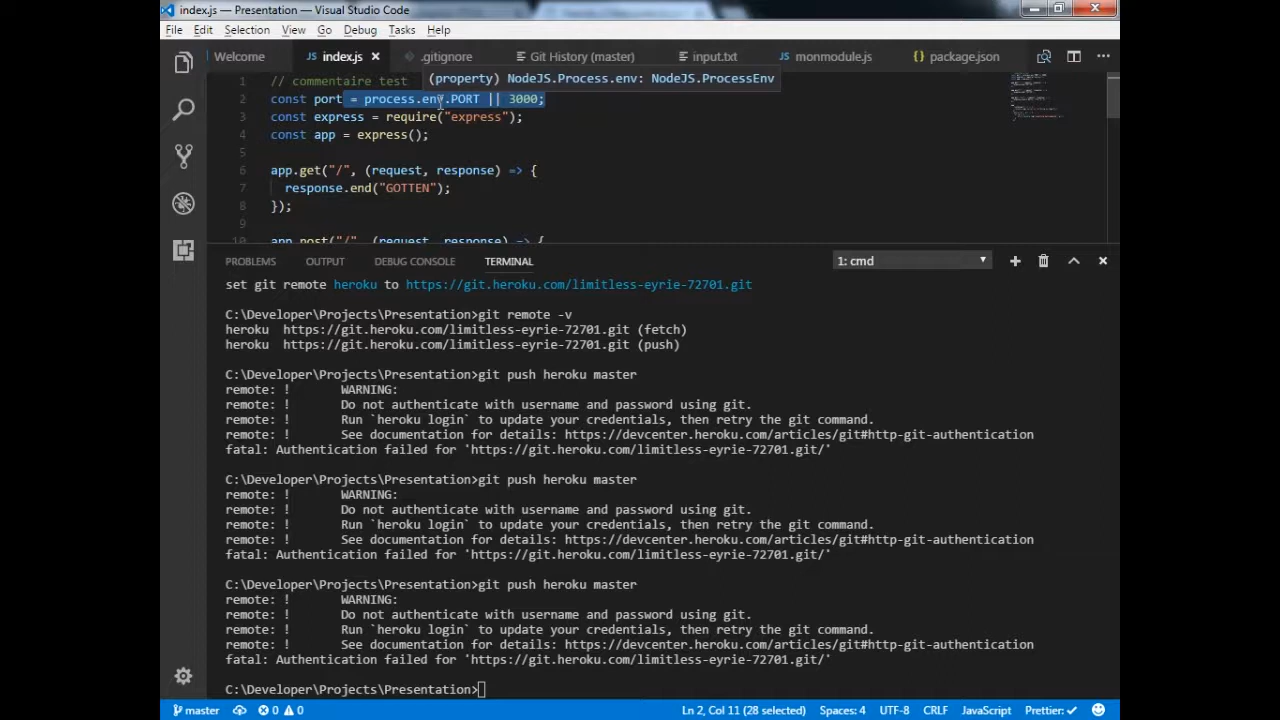 index.js — Presentation — Visual Studio Code
File Edit Selection View Go Debug Tasks Help
Welcome
JS index.js
.gitignore
Git History (master)
input.txt
JS monmodule.js
{} package.json
(property) NodeJS.Process.env: NodeJS.ProcessEnv
1 // commentaire test
2 const port = process.env.PORT || 3000;
3 const express = require("express");
4 const app = express();
5
6 app.get("/", (request, response) => {
7 response.end("GOTTEN");
8 });
9
10 app.post("/", (request, response) => {
PROBLEMS OUTPUT DEBUG CONSOLE TERMINAL
1: cmd
set git remote heroku to https://git.heroku.com/limitless-eyrie-72701.git
C:\Developer\Projects\Presentation>git remote -v
heroku https://git.heroku.com/limitless-eyrie-72701.git (fetch)
heroku https://git.heroku.com/limitless-eyrie-72701.git (push)
C:\Developer\Projects\Presentation>git push heroku master
remote: ! WARNING:
remote: ! Do not authenticate with username and password using git.
remote: ! Run `heroku login` to update your credentials, then retry the git command.
remote: ! See documentation for details: https://devcenter.heroku.com/articles/git#http-git-authentication
fatal: Authentication failed for 'https://git.heroku.com/limitless-eyrie-72701.git/'
C:\Developer\Projects\Presentation>git push heroku master
remote: ! WARNING:
remote: ! Do not authenticate with username and password using git.
remote: ! Run `heroku login` to update your credentials, then retry the git command.
remote: ! See documentation for details: https://devcenter.heroku.com/articles/git#http-git-authentication
fatal: Authentication failed for 'https://git.heroku.com/limitless-eyrie-72701.git/'
C:\Developer\Projects\Presentation>git push heroku master
remote: ! WARNING:
remote: ! Do not authenticate with username and password using git.
remote: ! Run `heroku login` to update your credentials, then retry the git command.
remote: ! See documentation for details: https://devcenter.heroku.com/articles/git#http-git-authentication
fatal: Authentication failed for 'https://git.heroku.com/limitless-eyrie-72701.git/'
C:\Developer\Projects\Presentation>
master 0 0 Ln 2, Col 11 (28 selected) Spaces: 4 UTF-8 CRLF JavaScript Prettier: ✓